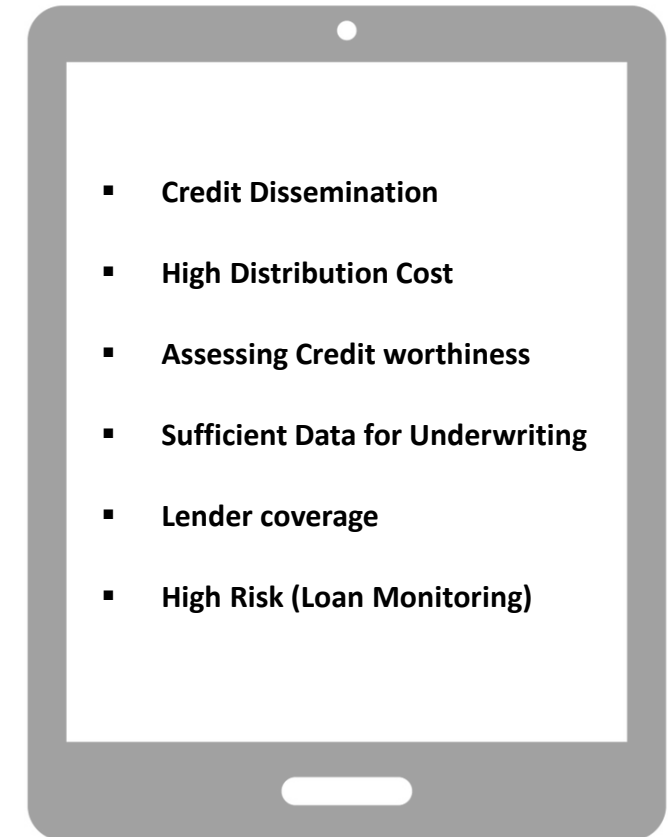 ▪ Credit Dissemination
▪ High Distribution Cost
▪ Assessing Credit worthiness
▪ Sufficient Data for Underwriting
▪ Lender coverage
▪ High Risk (Loan Monitoring)